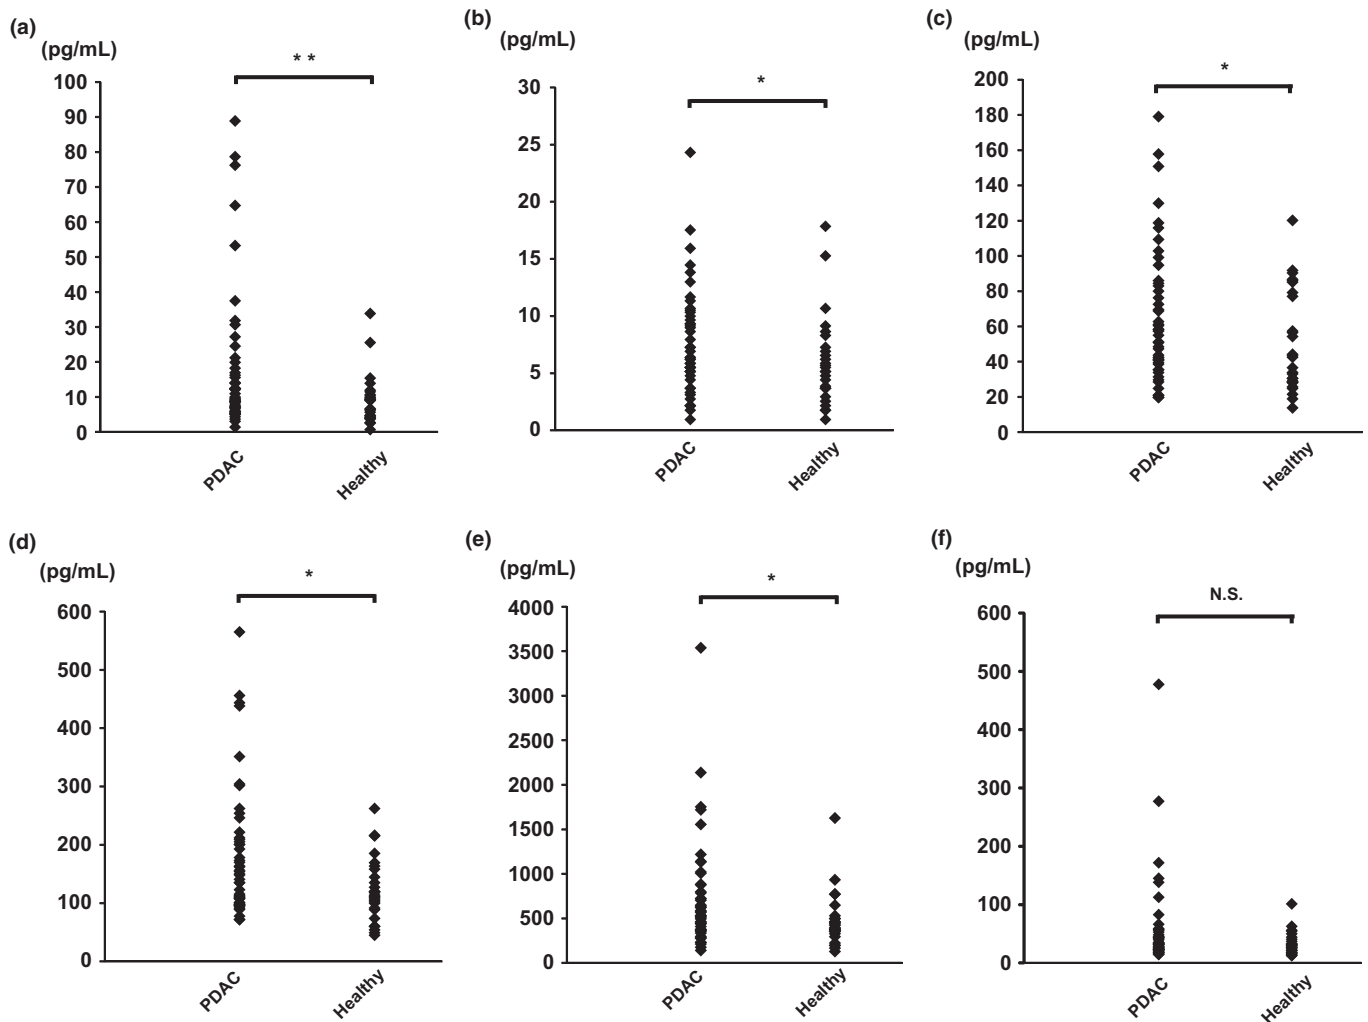 (a)
(pg/mL)
* *
100
90
80
70
60
50
40
30
20
10
0
PDAC
Healthy
(b)
(pg/mL)
*
30
25
20
15
10
5
0
PDAC
Healthy
(c)
(pg/mL)
*
200
180
160
140
120
100
80
60
40
20
0
PDAC
Healthy
(d)
(pg/mL)
*
600
500
400
300
200
100
0
PDAC
Healthy
(e)
(pg/mL)
*
4000
3500
3000
2500
2000
1500
1000
500
0
PDAC
Healthy
(f)
(pg/mL)
N.S.
600
500
400
300
200
100
0
PDAC
Healthy